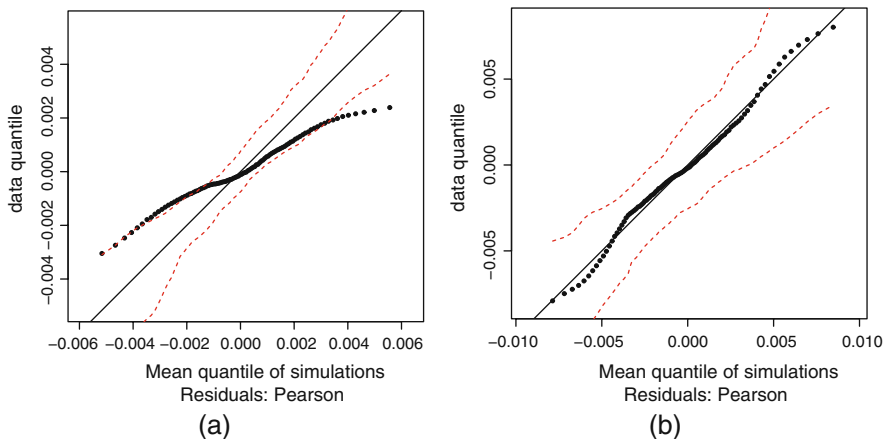 data quantile
0.004
0.002
0.000
−0.002
−0.004
−0.006 −0.004 −0.002 0.000 0.002 0.004 0.006
Mean quantile of simulations
Residuals: Pearson
(a)
data quantile
0.005
0.000
−0.005
−0.010 −0.005 0.000 0.005 0.010
Mean quantile of simulations
Residuals: Pearson
(b)